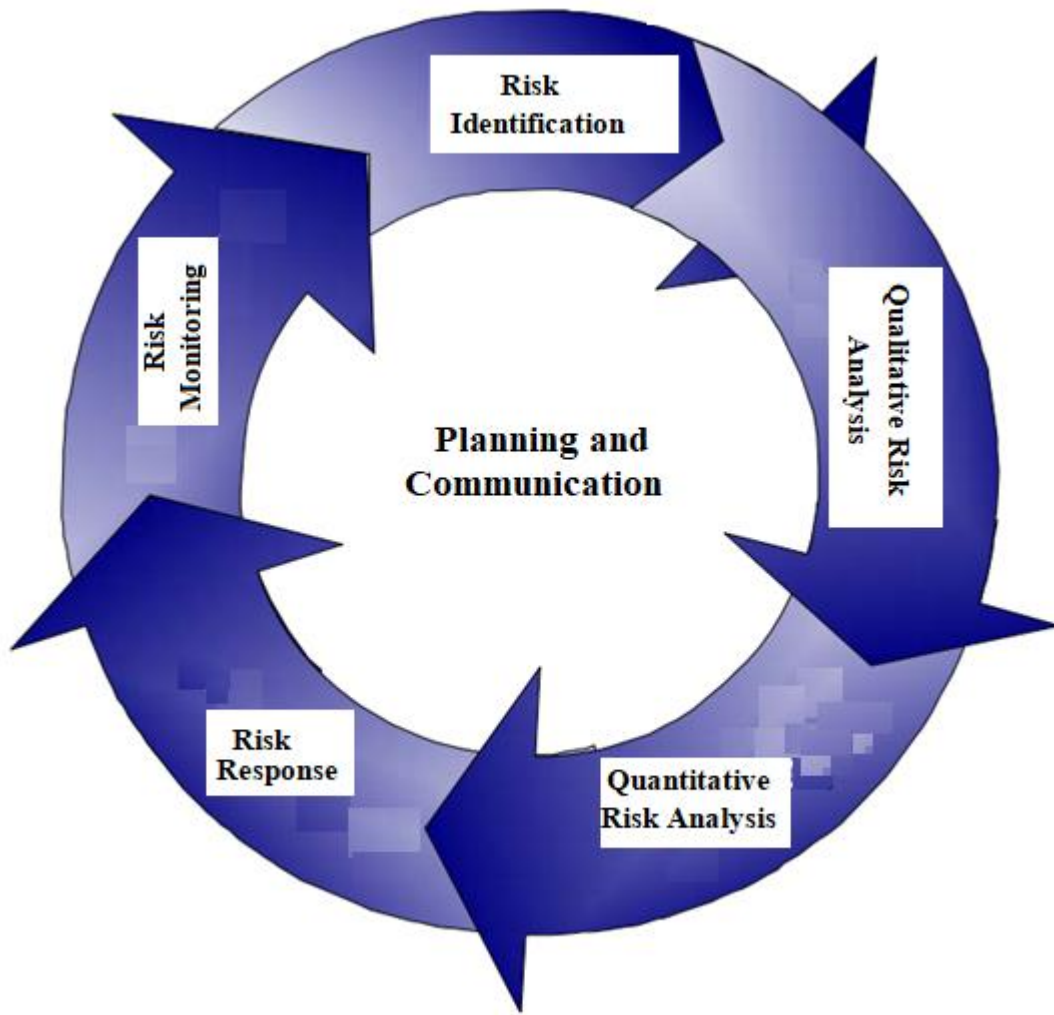 Risk
Identification
Qualitative Risk
Analysis
Quantitative
Risk Analysis
Risk
Response
Risk
Monitoring
Planning and
Communication